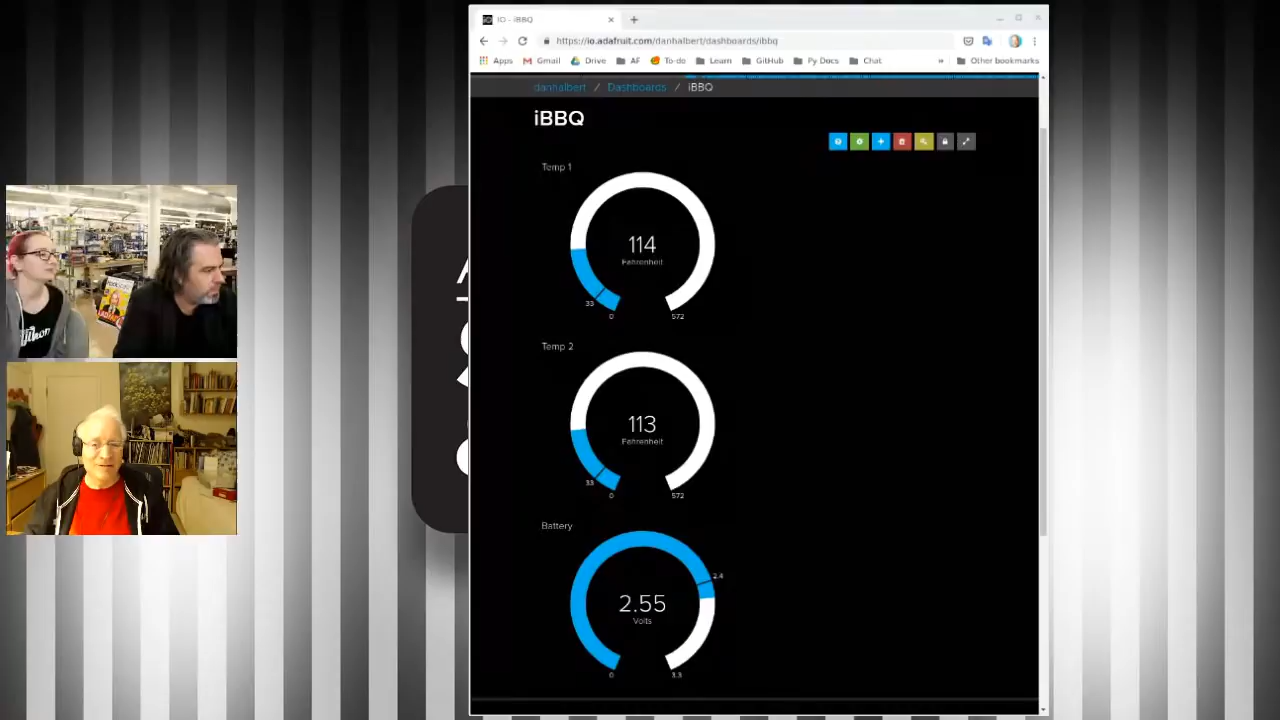 IO - iBBQ
https://io.adafruit.com/danhalbert/dashboards/ibbq
Apps Gmail Drive AF To-do Learn GitHub Py Docs Chat » Other bookmarks
danhalbert / Dashboards / iBBQ
iBBQ
Temp 1
114
Fahrenheit
33
0
572
Temp 2
113
Fahrenheit
33
0
572
Battery
2.4
2.55
Volts
0
3.3